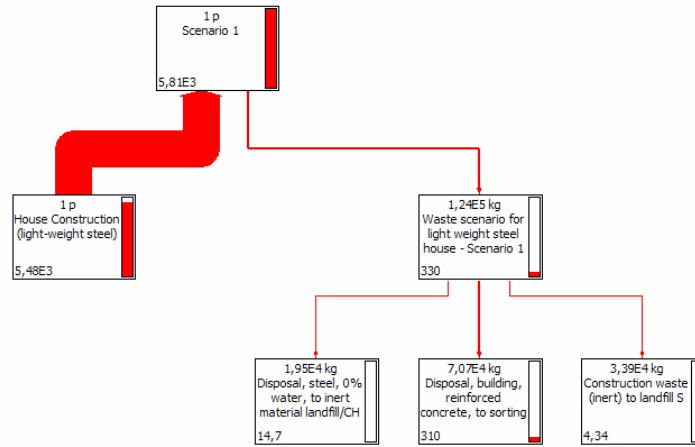 1 p
Scenario 1
5,81E3
1 p
House Construction
(light-weight steel)
5,48E3
1,24E5 kg
Waste scenario for
light weight steel
house - Scenario 1
330
1,95E4 kg
Disposal, steel, 0%
water, to inert
material landfill/CH
14,7
7,07E4 kg
Disposal, building,
reinforced
concrete, to sorting
310
3,39E4 kg
Construction waste
(inert) to landfill S
4,34